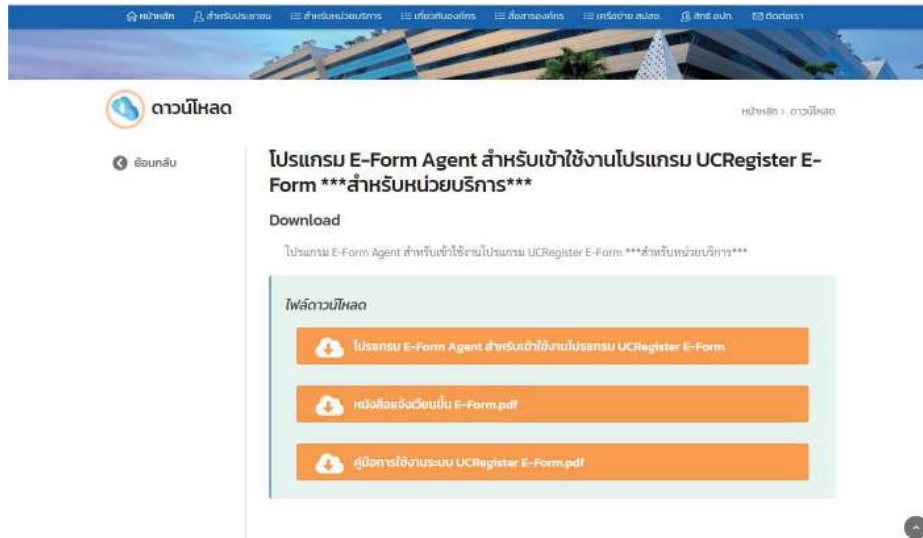 หน้าหลัก สำหรับประชาชน สำหรับหน่วยบริการ เกี่ยวกับองค์กร สื่อสารองค์กร เครือข่าย สปสช. สิทธิ อปท. ติดต่อเรา
ดาวน์โหลด
หน้าหลัก > ดาวน์โหลด
ย้อนกลับ
โปรแกรม E-Form Agent สำหรับเข้าใช้งานโปรแกรม UCRegister E-
Form ***สำหรับหน่วยบริการ***
Download
โปรแกรม E-Form Agent สำหรับเข้าใช้งานโปรแกรม UCRegister E-Form ***สำหรับหน่วยบริการ***
ไฟล์ดาวน์โหลด
โปรแกรม E-Form Agent สำหรับเข้าใช้งานโปรแกรม UCRegister E-Form
หนังสือแจ้งเวียนขึ้น E-Form.pdf
คู่มือการใช้งานระบบ UCRegister E-Form.pdf